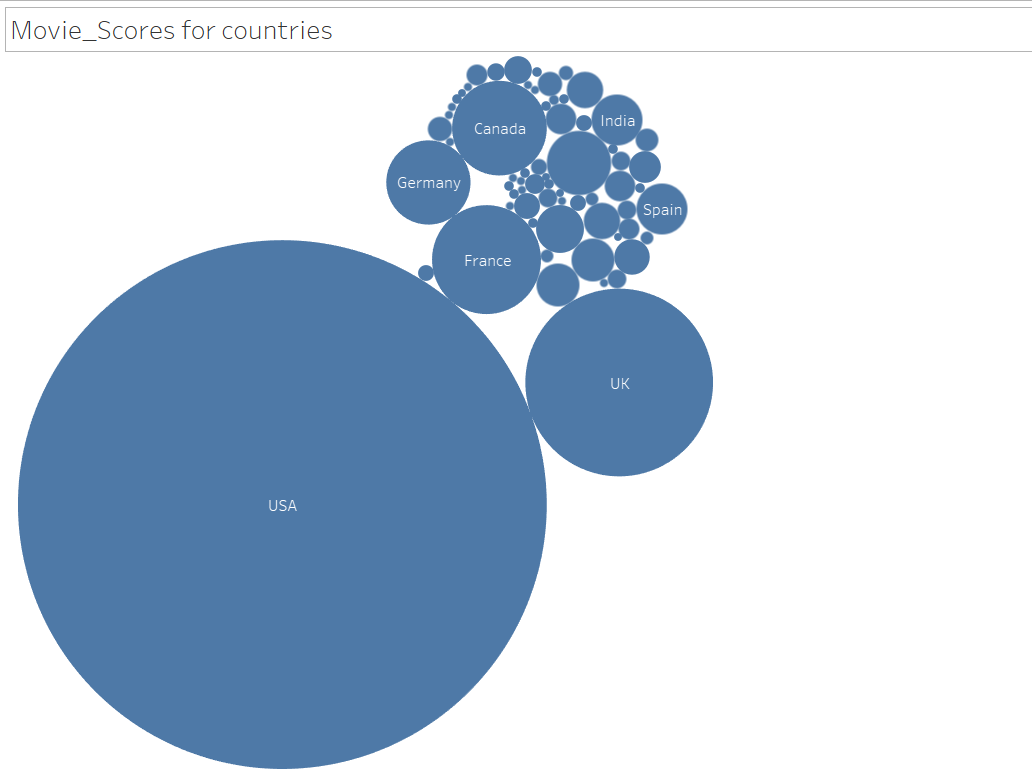 Movie_Scores for countries
Canada
India
Germany
Spain
France
UK
USA